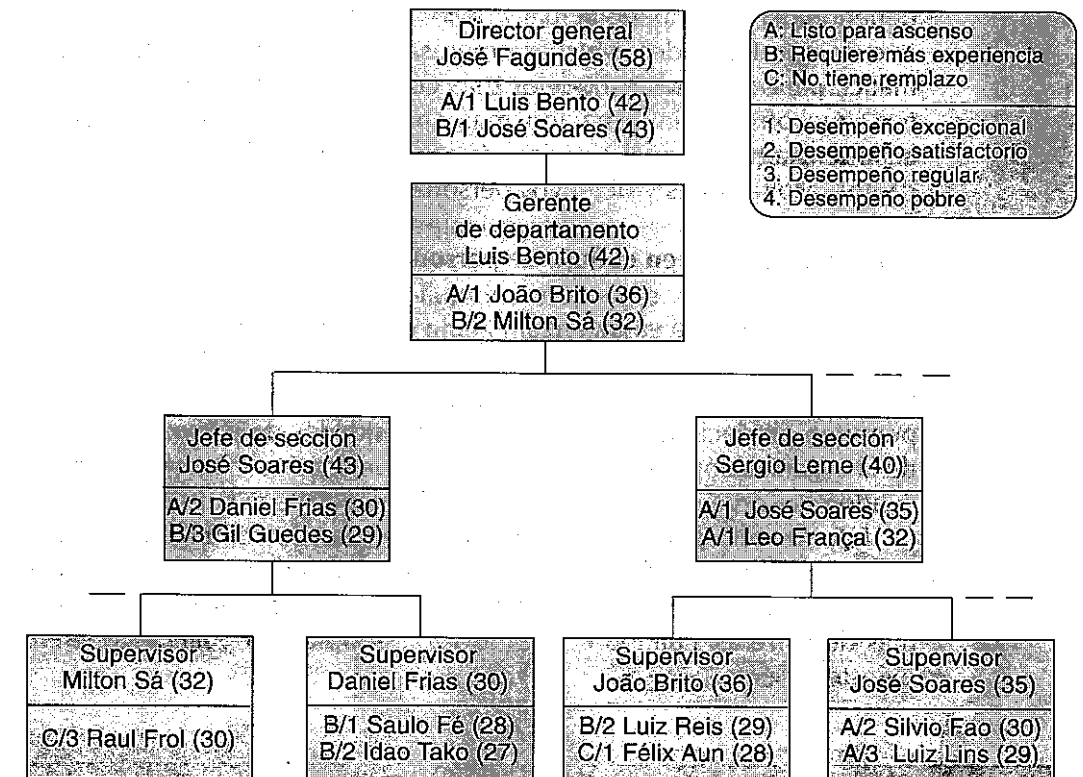 Director general
José Fagundes (58)
A/1 Luis Bento (42)
B/1 José Soares (43)
A: Listo para ascenso
B: Requiere más experiencia
C: No tiene remplazo
1. Desempeño excepcional
2. Desempeño satisfactorio
3. Desempeño regular
4. Desempeño pobre
Gerente
de departamento
Luis Bento (42)
A/1 João Brito (36)
B/2 Milton Sá (32)
Jefe de sección
José Soares (43)
A/2 Daniel Frias (30)
B/3 Gil Guedes (29)
Jefe de sección
Sergio Leme (40)
A/1 José Soares (35)
A/1 Leo França (32)
Supervisor
Milton Sá (32)
C/3 Raul Frol (30)
Supervisor
Daniel Frias (30)
B/1 Saulo Fé (28)
B/2 Idao Tako (27)
Supervisor
João Brito (36)
B/2 Luiz Reis (29)
C/1 Félix Aun (28)
Supervisor
José Soares (35)
A/2 Silvio Fao (30)
A/3 Luiz Lins (29)